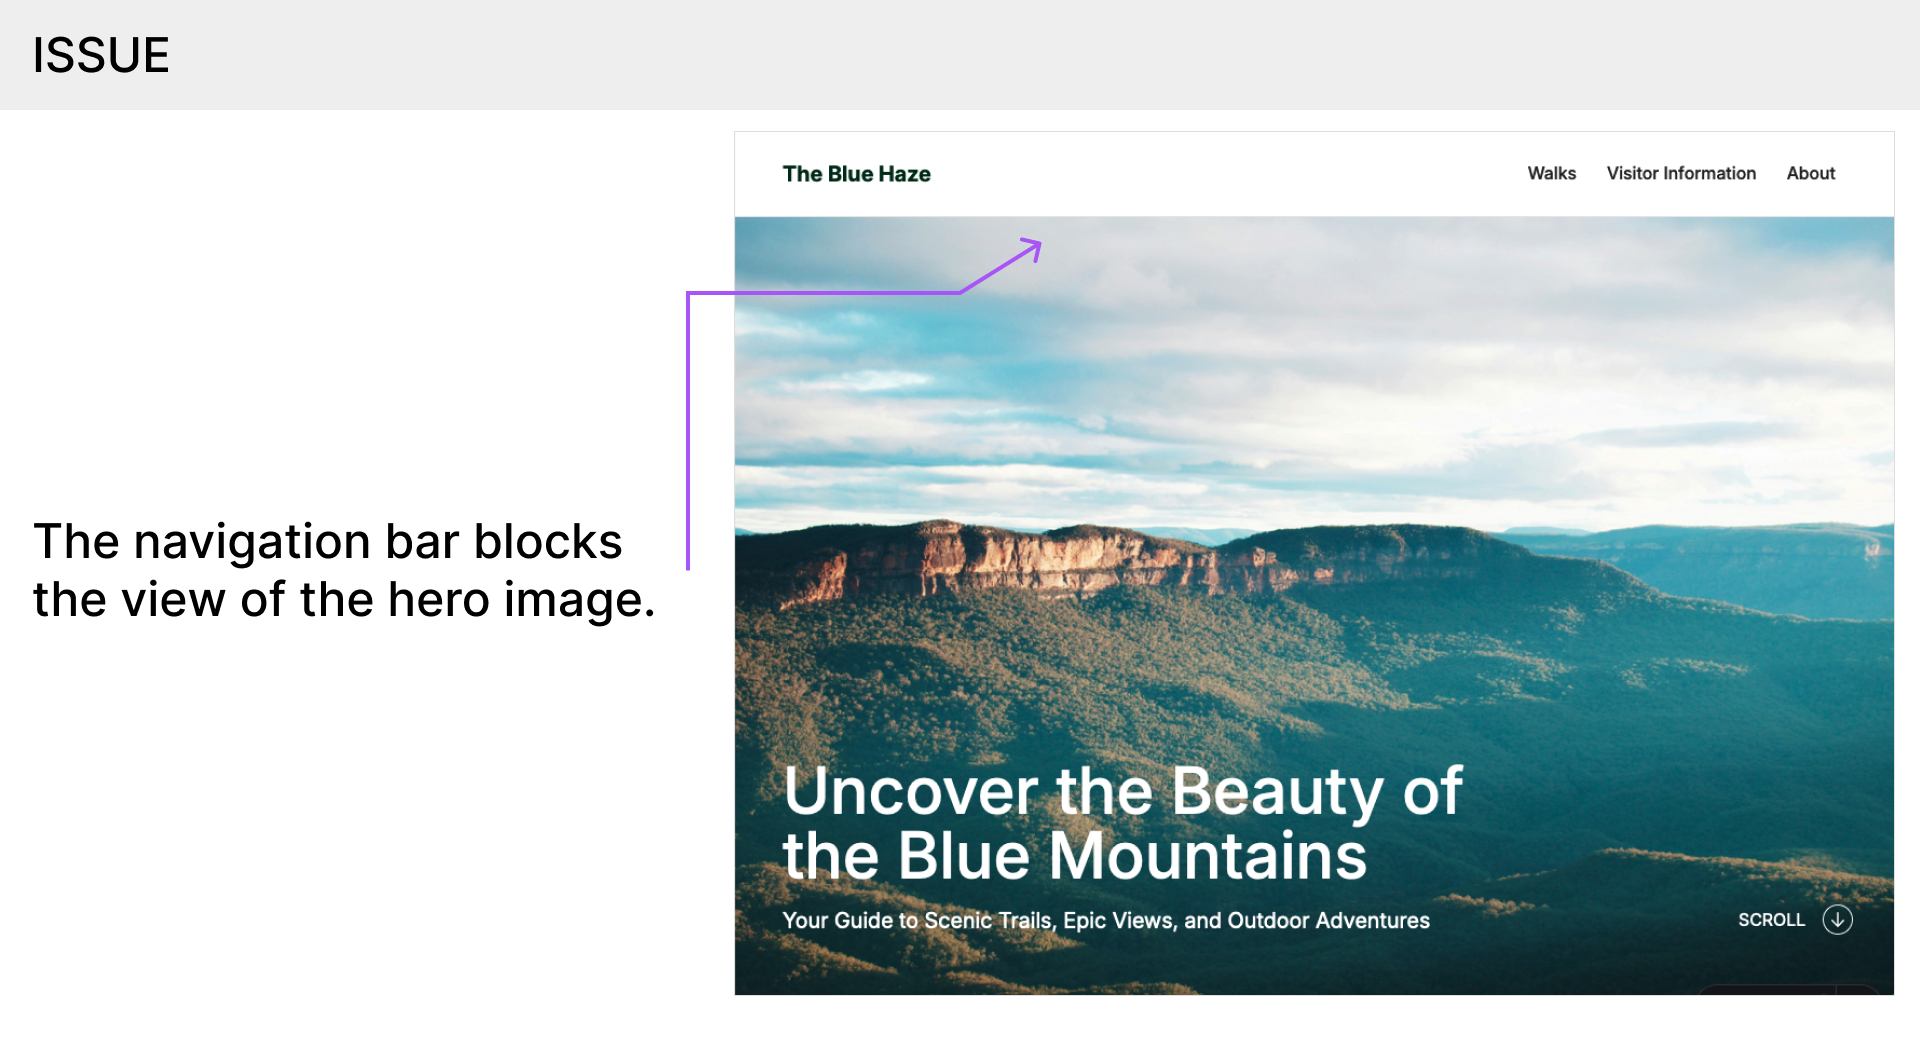 ISSUE
The navigation bar blocks
the view of the hero image.
The Blue Haze
Walks
Visitor Information
About
Uncover the Beauty of
the Blue Mountains
Your Guide to Scenic Trails, Epic Views, and Outdoor Adventures
SCROLL